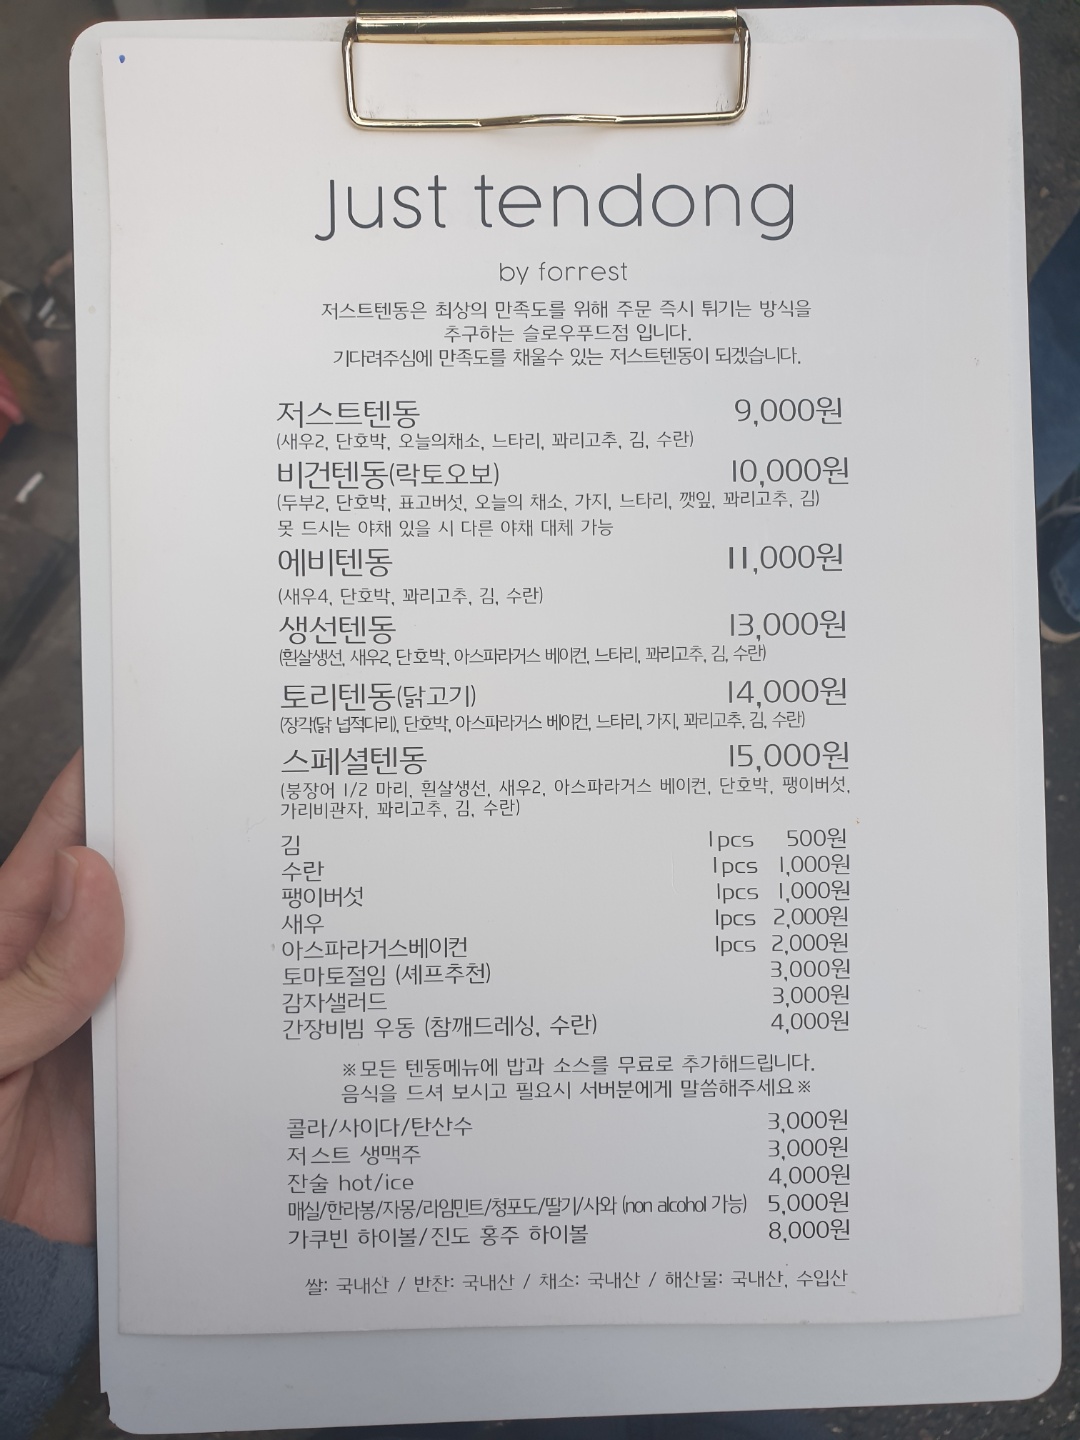 Just tendong
by forrest
저스트텐동은 최상의 만족도를 위해 주문 즉시 튀기는 방식을
추구하는 슬로우푸드점 입니다.
기다려주심에 만족도를 채울수 있는 저스트텐동이 되겠습니다.
저스트텐동 9,000원
(새우2, 단호박, 오늘의채소, 느타리, 꽈리고추, 김, 수란)
비건텐동(락토오보) 10,000원
(두부2, 단호박, 표고버섯, 오늘의 채소, 가지, 느타리, 깻잎, 꽈리고추, 김)
못 드시는 야채 있을 시 다른 야채 대체 가능
에비텐동 11,000원
(새우4, 단호박, 꽈리고추, 김, 수란)
생선텐동 13,000원
(흰살생선, 새우2, 단호박, 아스파라거스 베이컨, 느타리, 꽈리고추, 김, 수란)
토리텐동(닭고기) 14,000원
(장각(닭 넙적다리), 단호박, 아스파라거스 베이컨, 느타리, 가지, 꽈리고추, 김, 수란)
스페셜텐동 15,000원
(붕장어 1/2 마리, 흰살생선, 새우2, 아스파라거스 베이컨, 단호박, 팽이버섯,
가리비관자, 꽈리고추, 김, 수란)
김 1pcs 500원
수란 1pcs 1,000원
팽이버섯 1pcs 1,000원
새우 1pcs 2,000원
아스파라거스베이컨 1pcs 2,000원
토마토절임 (셰프추천) 3,000원
감자샐러드 3,000원
간장비빔 우동 (참깨드레싱, 수란) 4,000원
※모든 텐동메뉴에 밥과 소스를 무료로 추가해드립니다.
음식을 드셔 보시고 필요시 서버분에게 말씀해주세요※
콜라/사이다/탄산수 3,000원
저스트 생맥주 3,000원
잔술 hot/ice 4,000원
매실/한라봉/자몽/라임민트/청포도/딸기/사와 (non alcohol 가능) 5,000원
가쿠빈 하이볼/진도 홍주 하이볼 8,000원
쌀: 국내산 / 반찬: 국내산 / 채소: 국내산 / 해산물: 국내산, 수입산